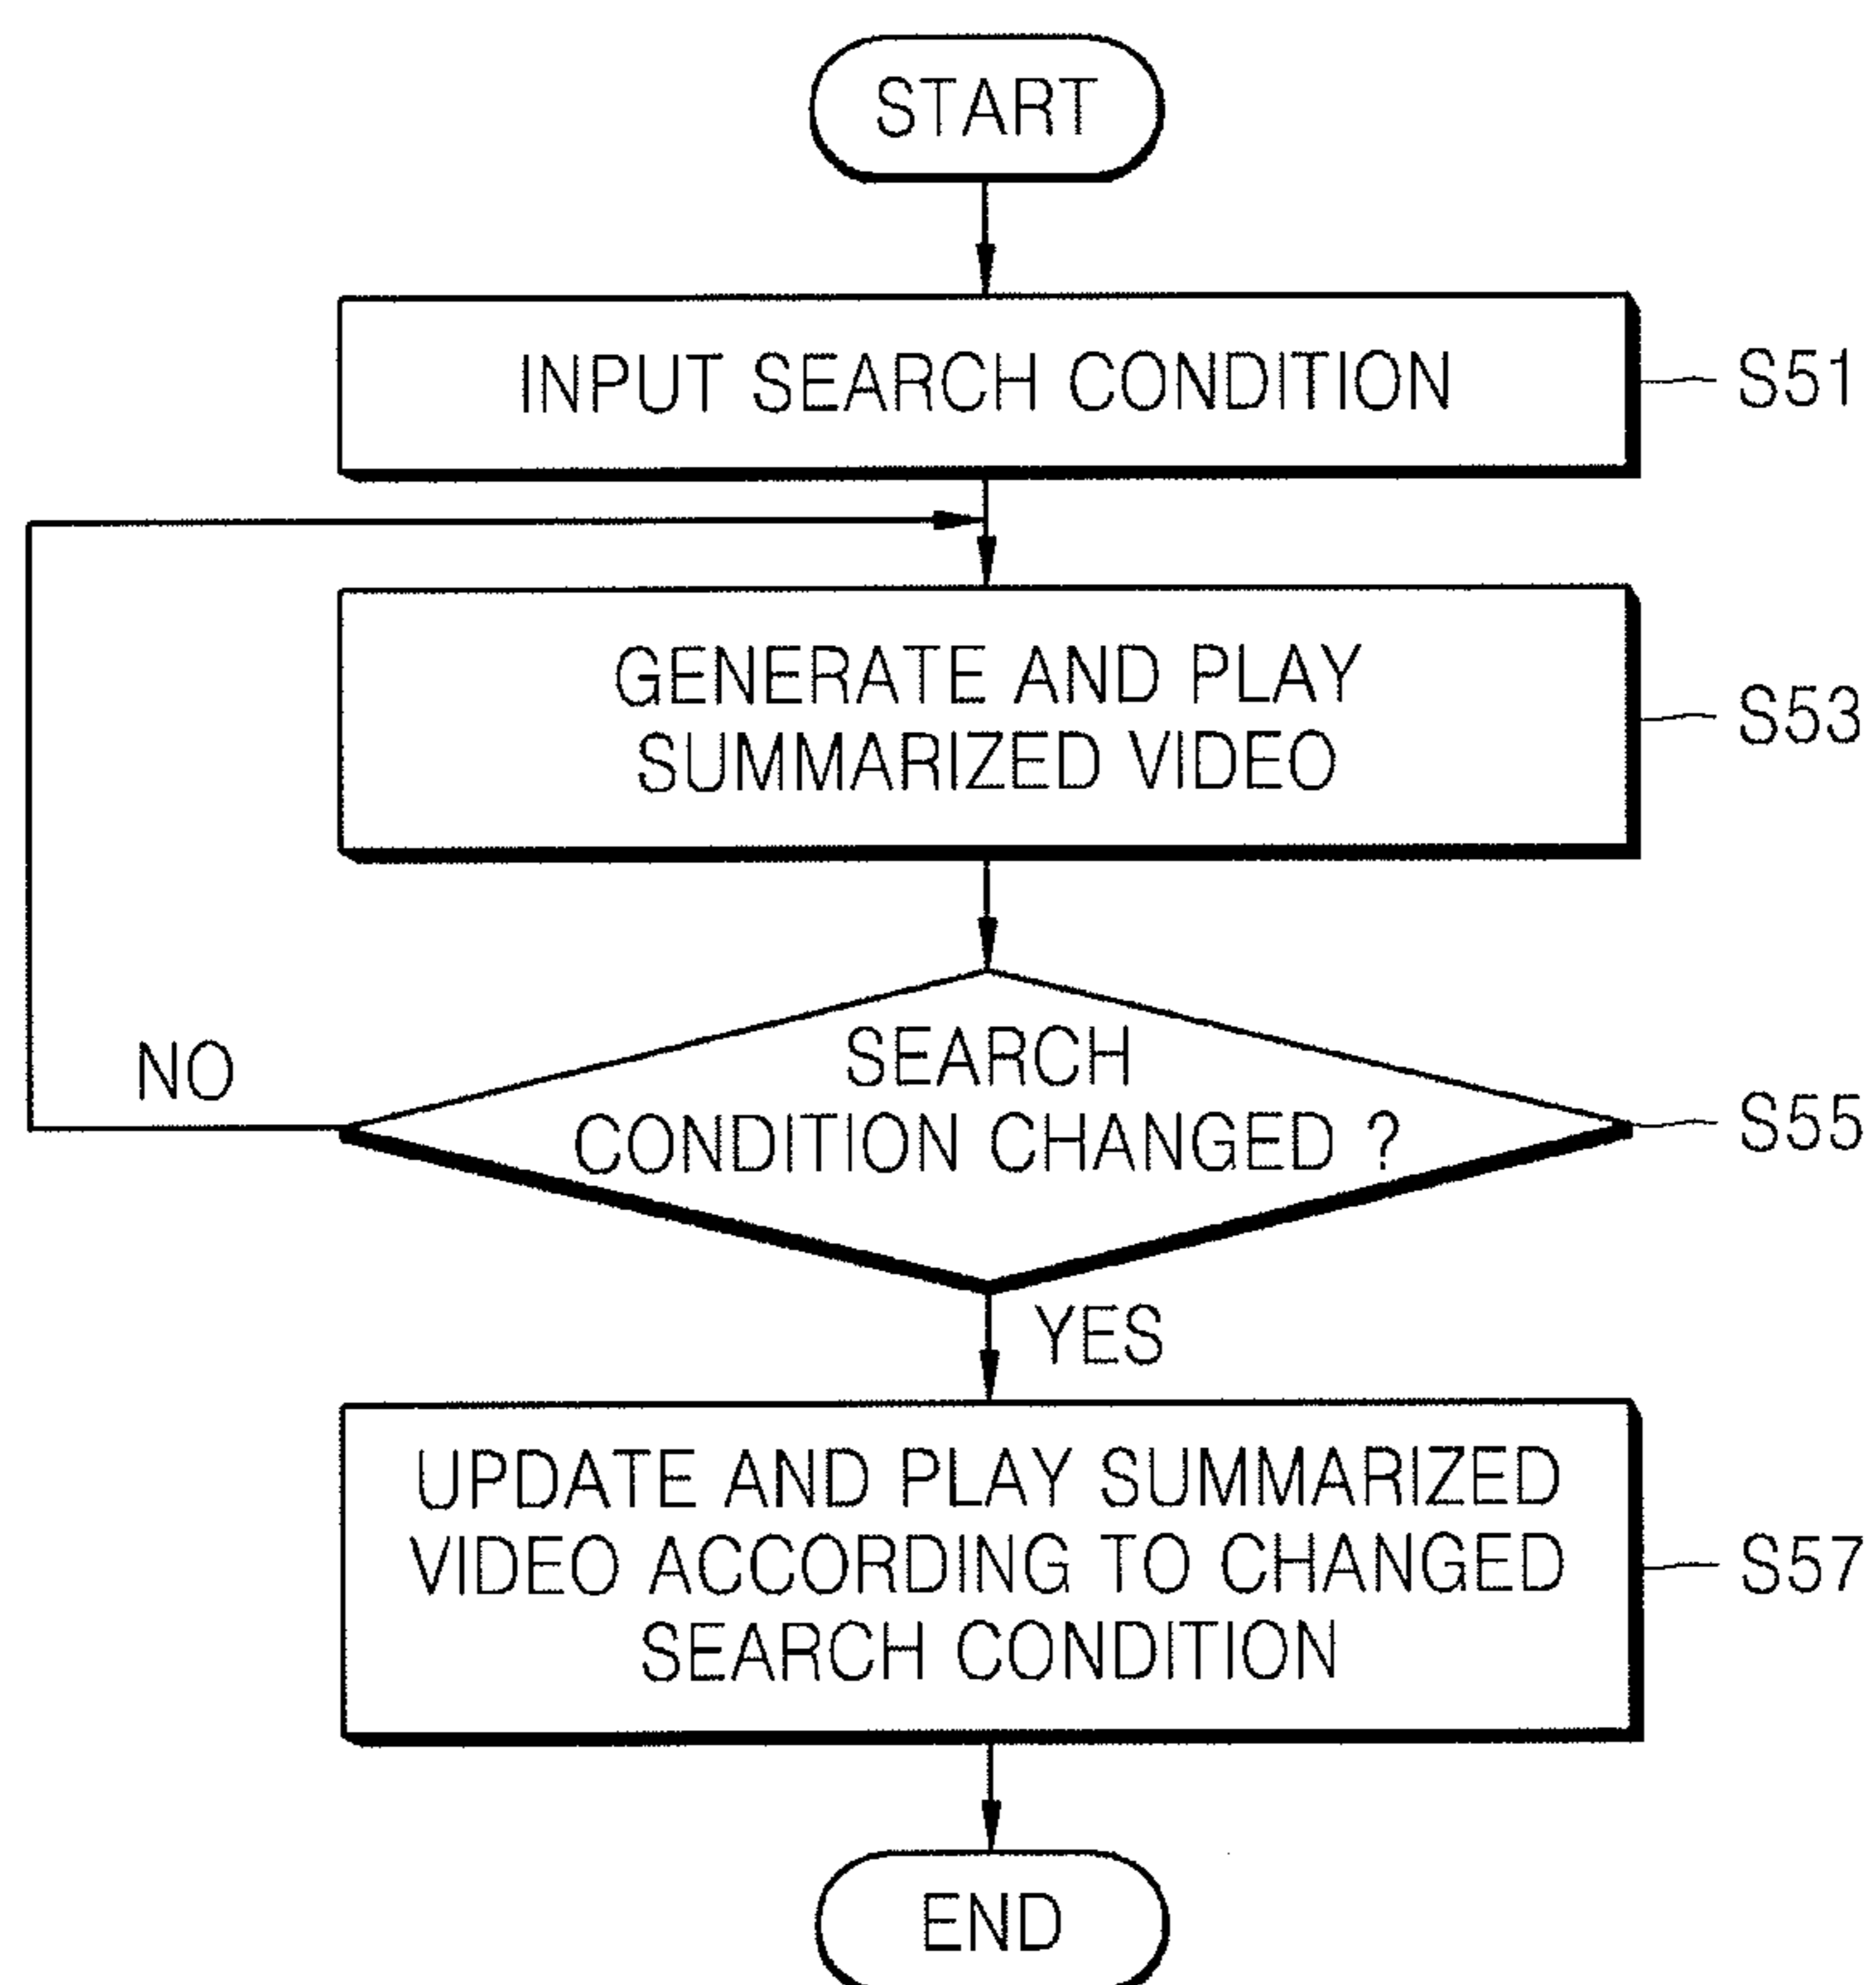 START
INPUT SEARCH CONDITION
S51
GENERATE AND PLAY
SUMMARIZED VIDEO
S53
SEARCH
CONDITION CHANGED ?
S55
NO
YES
UPDATE AND PLAY SUMMARIZED
VIDEO ACCORDING TO CHANGED
SEARCH CONDITION
S57
END